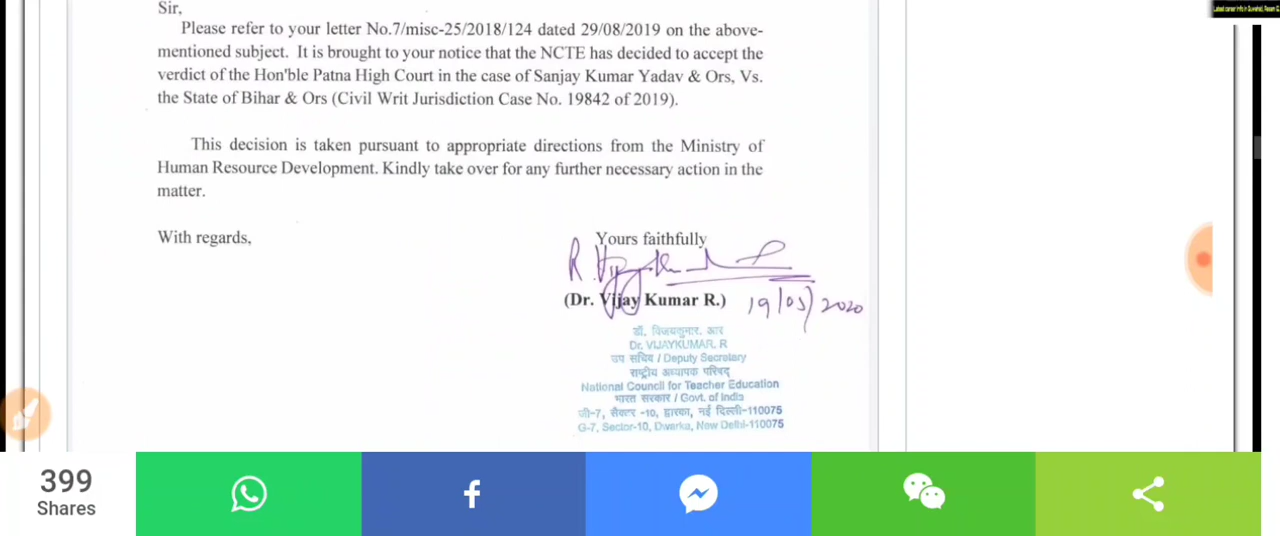 Sir,
Please refer to your letter No.7/misc-25/2018/124 dated 29/08/2019 on the above-
mentioned subject. It is brought to your notice that the NCTE has decided to accept the
verdict of the Hon'ble Patna High Court in the case of Sanjay Kumar Yadav & Ors, Vs.
the State of Bihar & Ors (Civil Writ Jurisdiction Case No. 19842 of 2019).
This decision is taken pursuant to appropriate directions from the Ministry of
Human Resource Development. Kindly take over for any further necessary action in the
matter.
With regards,
Yours faithfully
(Dr. Vijay Kumar R.) 19/05/2020
डॉ. विजयकुमार. आर
Dr. VIJAYKUMAR. R
उप सचिव / Deputy Secretary
राष्ट्रीय अध्यापक परिषद्
National Council for Teacher Education
भारत सरकार / Govt. of India
जी-7, सैक्टर -10, द्वारका, नई दिल्ली-110075
G-7, Sector-10, Dwarka, New Delhi-110075
399
Shares